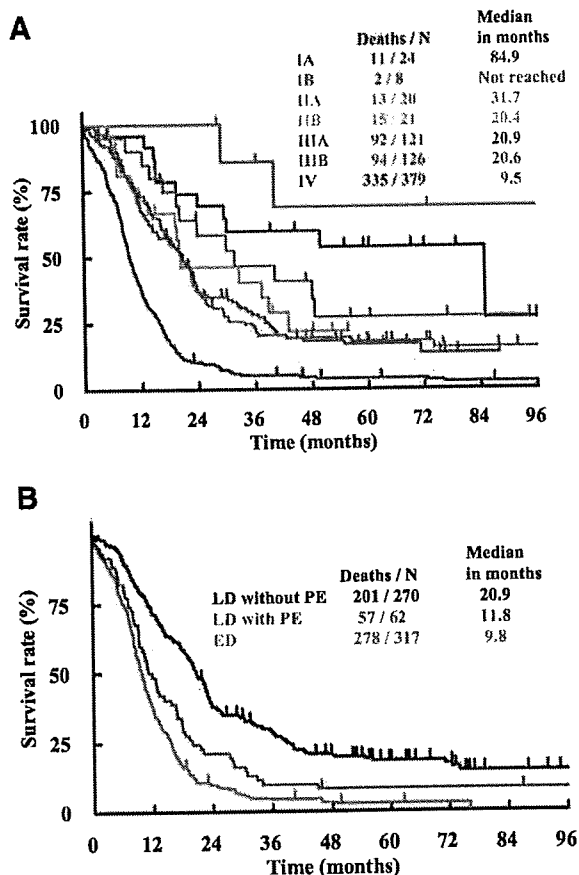 A
Deaths / N Median in months
IA 11 / 24 84.9
IB 2 / 8 Not reached
IIA 13 / 20 31.7
IIB 15 / 21 20.4
IIIA 92 / 121 20.9
IIIB 94 / 126 20.6
IV 335 / 379 9.5
Survival rate (%)
100
75
50
25
0
0 12 24 36 48 60 72 84 96
Time (months)
B
Deaths / N Median in months
LD without PE 201 / 270 20.9
LD with PE 57 / 62 11.8
ED 278 / 317 9.8
Survival rate (%)
75
50
25
0
0 12 24 36 48 60 72 84 96
Time (months)